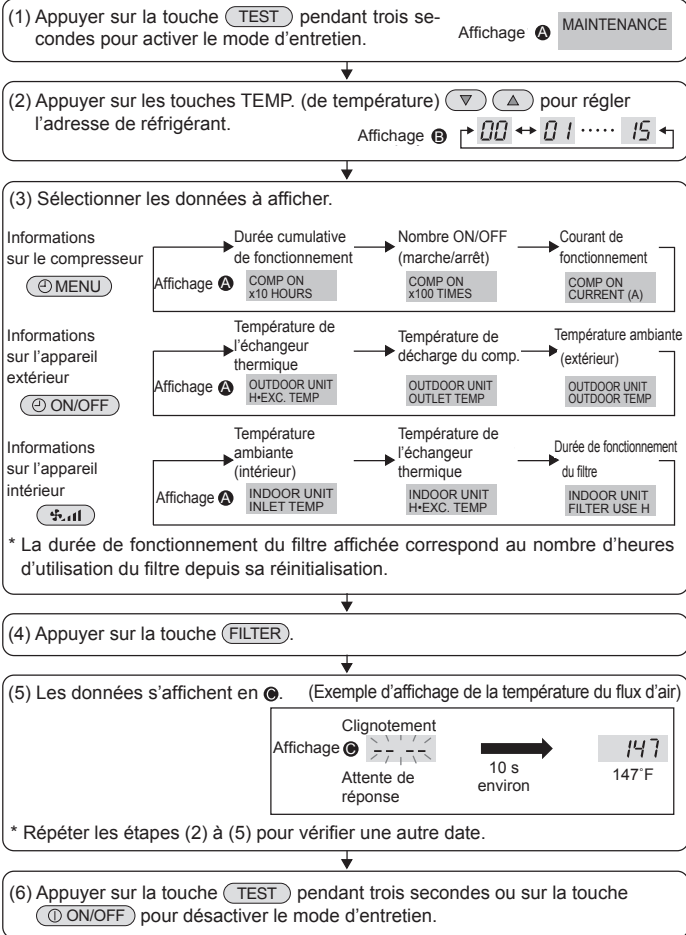 (1) Appuyer sur la touche TEST pendant trois se-
condes pour activer le mode d'entretien.
Affichage A MAINTENANCE
(2) Appuyer sur les touches TEMP. (de température) ▽ △ pour régler
l'adresse de réfrigérant.
Affichage B 00 ↔ 01 ····· 15
(3) Sélectionner les données à afficher.
Informations
sur le compresseur
MENU
Durée cumulative
de fonctionnement
Affichage A COMP ON
x10 HOURS
Nombre ON/OFF
(marche/arrêt)
COMP ON
x100 TIMES
Courant de
fonctionnement
COMP ON
CURRENT (A)
Informations
sur l'appareil
extérieur
ON/OFF
Température de
l'échangeur
thermique
Affichage A OUTDOOR UNIT
H•EXC. TEMP
Température de
décharge du comp.
OUTDOOR UNIT
OUTLET TEMP
Température ambiante
(extérieur)
OUTDOOR UNIT
OUTDOOR TEMP
Informations
sur l'appareil
intérieur
Température
ambiante
(intérieur)
Affichage A INDOOR UNIT
INLET TEMP
Température de
l'échangeur
thermique
INDOOR UNIT
H•EXC. TEMP
Durée de fonctionnement
du filtre
INDOOR UNIT
FILTER USE H
* La durée de fonctionnement du filtre affichée correspond au nombre d'heures
d'utilisation du filtre depuis sa réinitialisation.
(4) Appuyer sur la touche FILTER.
(5) Les données s'affichent en C. (Exemple d'affichage de la température du flux d'air)
Clignotement
Affichage C -- --
Attente de
réponse
10 s
environ
147
147°F
* Répéter les étapes (2) à (5) pour vérifier une autre date.
(6) Appuyer sur la touche TEST pendant trois secondes ou sur la touche
ON/OFF pour désactiver le mode d'entretien.